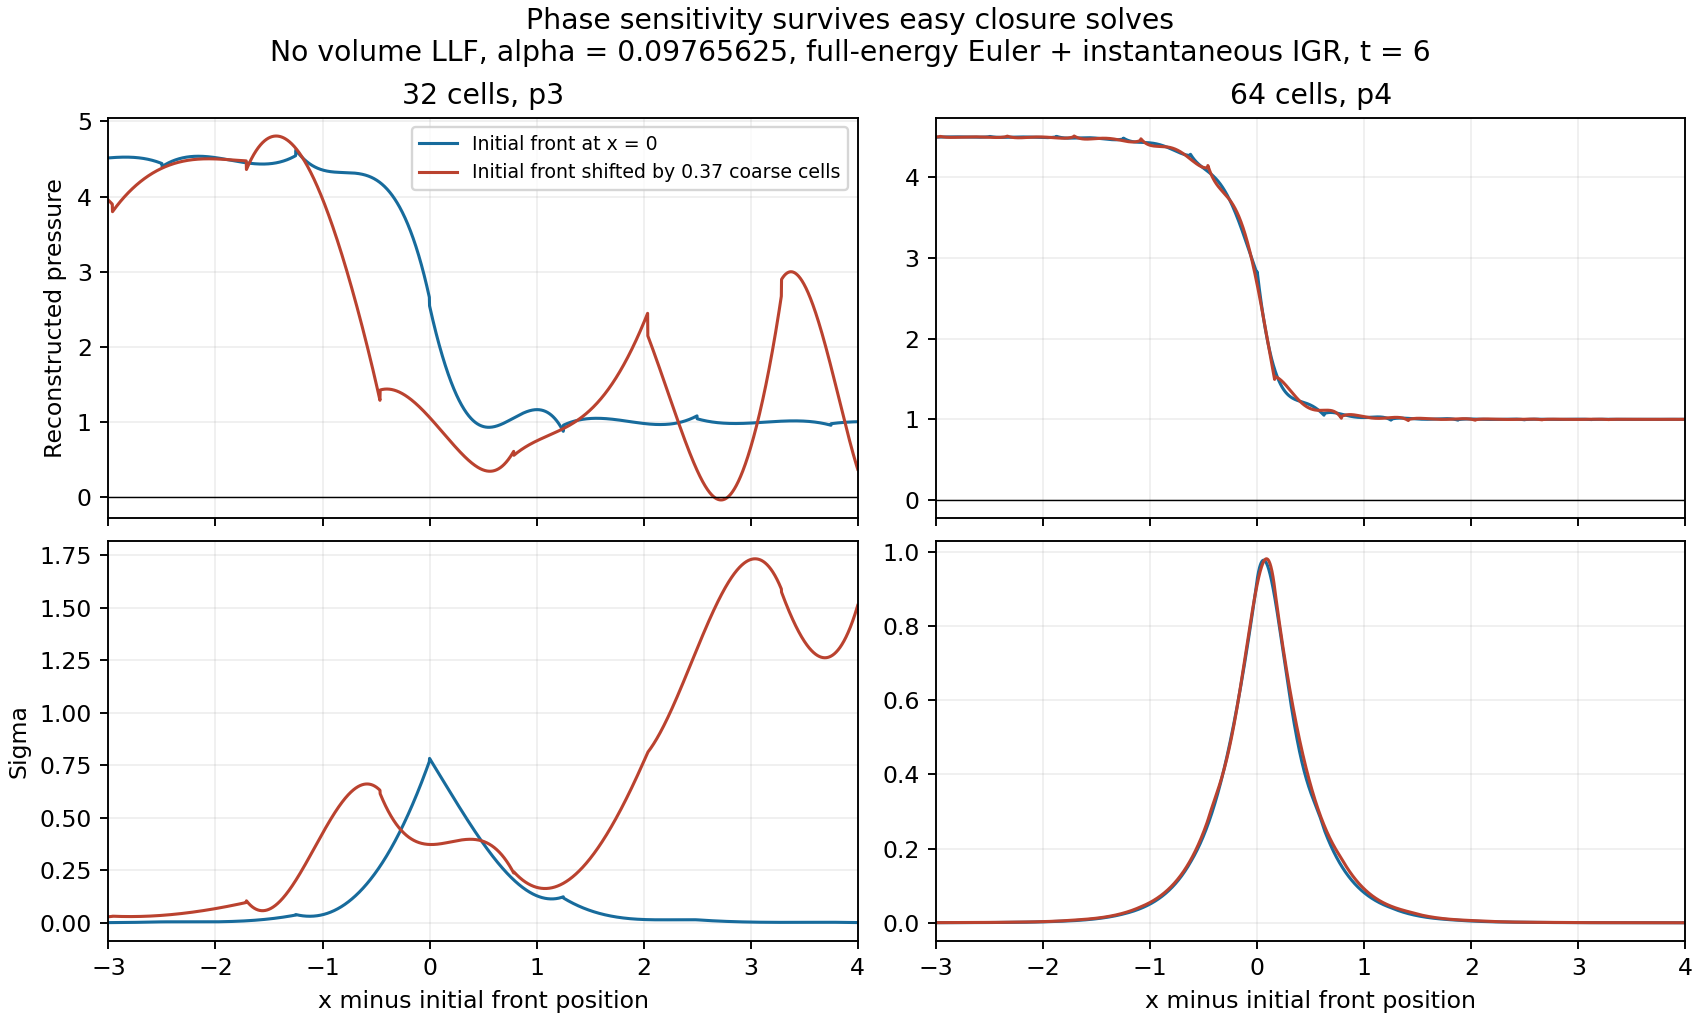 Phase sensitivity survives easy closure solves
No volume LLF, alpha = 0.09765625, full-energy Euler + instantaneous IGR, t = 6
32 cells, p3
64 cells, p4
Initial front at x = 0
Initial front shifted by 0.37 coarse cells
Reconstructed pressure
5
4
3
2
1
0
4
3
2
1
0
Sigma
1.75
1.50
1.25
1.00
0.75
0.50
0.25
0.00
1.0
0.8
0.6
0.4
0.2
0.0
−3 −2 −1 0 1 2 3 4
−3 −2 −1 0 1 2 3 4
x minus initial front position
x minus initial front position